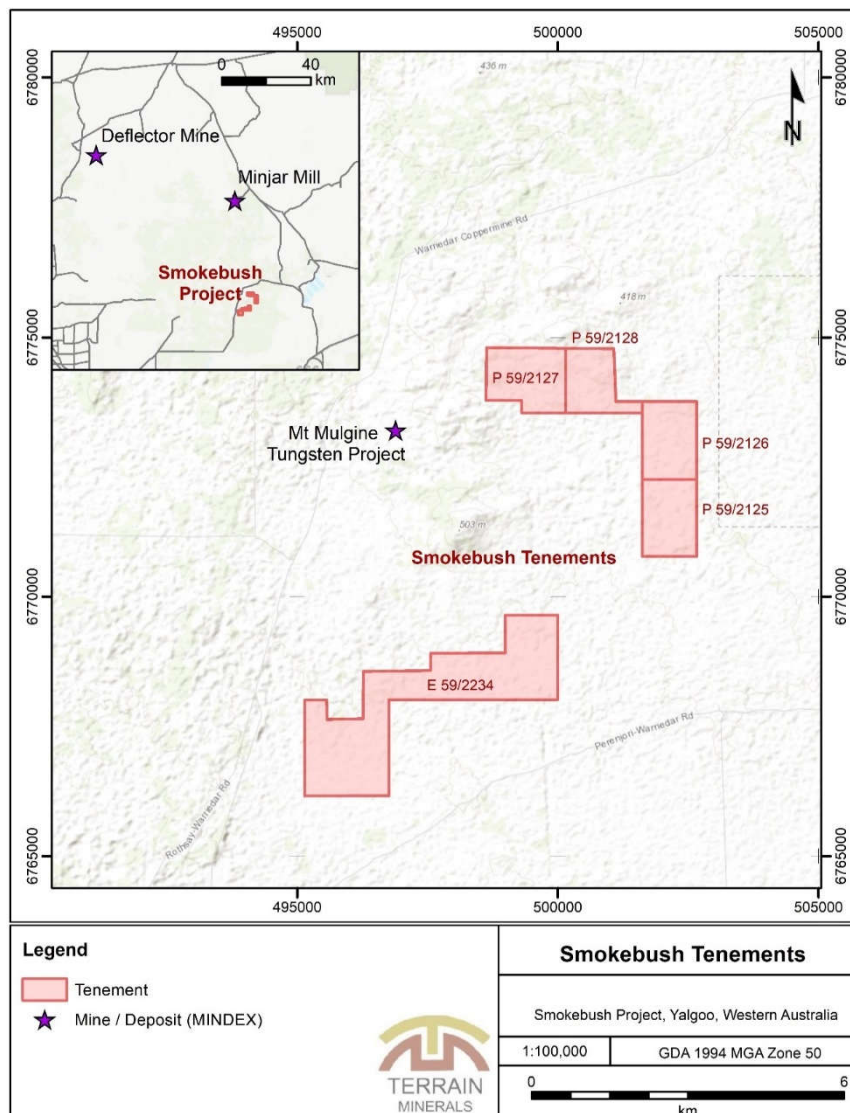 495000
500000
505000
6780000
6775000
6770000
6765000
6780000
6775000
6770000
6765000
0
40
km
Deflector Mine
Minjar Mill
Smokebush
Project
436 m
N
Warriedar Coppermine Rd
418 m
P 59/2128
P 59/2127
Mt Mulgine
Tungsten Project
P 59/2126
P 59/2125
503 m
Smokebush Tenements
E 59/2234
Perenjori-Warriedar Rd
Rothsay-Warriedar Rd
495000
500000
505000
Legend
Tenement
Mine / Deposit (MINDEX)
TERRAIN
MINERALS
Smokebush Tenements
Smokebush Project, Yalgoo, Western Australia
1:100,000
GDA 1994 MGA Zone 50
0
6
km